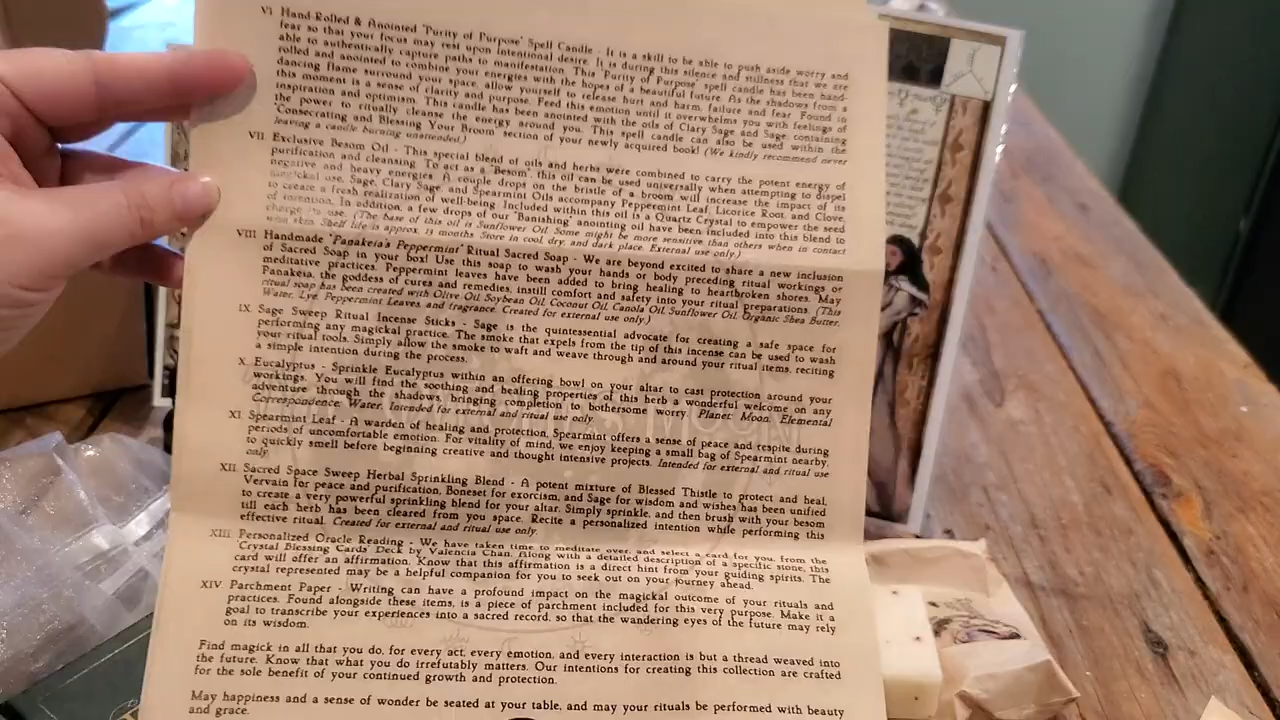 VI Hand-Rolled & Anointed "Purity of Purpose" Spell Candle - It is a skill to be able to push aside worry and
fear so that your focus may rest upon intentional desire. It is during this silence and stillness that we are
able to authentically capture paths to manifestation. This "Purity of Purpose" spell candle has been hand-
rolled and anointed to combine your energies with the hopes of a beautiful future. As the shadows from a
dancing flame surround your place, allow yourself to release hurt and harm, failure and fear. Found in
this moment is a sense of clarity and purpose. Feed this emotion until it overwhelms you with feelings of
inspiration and optimism. This candle has been anointed with the oils of Clary Sage and Sage containing
the power to ritually cleanse the energy around you. This spell candle can also be used within the
"Consecrating and Blessing Your Broom" section of your newly acquired book! (We kindly recommend never
leaving a candle burning unattended.)
VII Exclusive Besom Oil - This special blend of oils and herbs were combined to carry the potent energy of
purification and cleansing. To act as a "Besom", this oil can be used universally when attempting to dispel
negative and heavy energies. A couple drops on the bristle of a broom will increase the impact of its
magickal use. Sage, Clary Sage and Spearmint Oils accompany Peppermint Leaf, Licorice Root, and Clove,
to create a fresh realization of well-being. Included within this oil is a Quartz Crystal to empower the seed
of intention. In addition, a few drops of our "Banishing" anointing oil have been included into this blend to
charge its use. (The base of this oil is Sunflower Oil. Some might be more sensitive than others when in contact
with skin. Shelf life is approx. 13 months. Store in cool, dry, and dark place. External use only.)
VIII Handmade "Panakeia's Peppermint" Ritual Sacred Soap - We are beyond excited to share a new inclusion
of Sacred Soap in your box! Use this soap to wash your hands or body preceding ritual workings or
meditative practices. Peppermint leaves have been added to bring healing to heartbroken shores. May
Panakeia, the goddess of cures and remedies, instill comfort and safety into your ritual preparations. (This
ritual soap has been created with Olive Oil, Soybean Oil, Coconut Oil, Canola Oil, Sunflower Oil, Organic Shea Butter,
Water, Lye, Peppermint Leaves, and fragrance. Created for external use only.)
IX Sage Sweep Ritual Incense Sticks - Sage is the quintessential advocate for creating a safe space for
performing any magickal practice. The smoke that expels from the tip of this incense can be used to wash
your ritual tools. Simply allow the smoke to waft and weave through and around your ritual items, reciting
a simple intention during the process.
X Eucalyptus - Sprinkle Eucalyptus within an offering bowl on your altar to cast protection around your
workings. You will find the soothing and healing properties of this herb a wonderful welcome on any
adventure through the shadows, bringing completion to bothersome worry. Planet: Moon, Elemental
Correspondence: Water. Intended for external and ritual use only.
XI Spearmint Leaf - A warden of healing and protection, Spearmint offers a sense of peace and respite during
periods of uncomfortable emotion. For vitality of mind, we enjoy keeping a small bag of Spearmint nearby,
to quickly smell before beginning creative and thought intensive projects. Intended for external and ritual use
only.
XII Sacred Space Sweep Herbal Sprinkling Blend - A potent mixture of Blessed Thistle to protect and heal,
Vervain for peace and purification, Boneset for exorcism, and Sage for wisdom and wishes has been unified
to create a very powerful sprinkling blend for your altar. Simply sprinkle, and then brush with your besom
till each herb has been cleared from you space. Recite a personalized intention while performing this
effective ritual. Created for external and ritual use only.
XIII Personalized Oracle Reading - We have taken time to meditate over, and select a card for you, from the
"Crystal Blessing Cards" Deck by Valencia Chan. Along with a detailed description of a specific stone, this
card will offer an affirmation. Know that this affirmation is a direct hint from your guiding spirits. The
crystal represented may be a helpful companion for you to seek out on your journey ahead.
XIV Parchment Paper - Writing can have a profound impact on the magickal outcome of your rituals and
practices. Found alongside these items, is a piece of parchment included for this very purpose. Make it a
goal to transcribe your experiences into a sacred record, so that the wandering eyes of the future may rely
on its wisdom.
Find magick in all that you do, for every act, every emotion, and every interaction is but a thread weaved into
the future. Know that what you do irrefutably matters. Our intentions for creating this collection are crafted
for the sole benefit of your continued growth and protection.
May happiness and a sense of wonder be seated at your table, and may your rituals be performed with beauty
and grace.